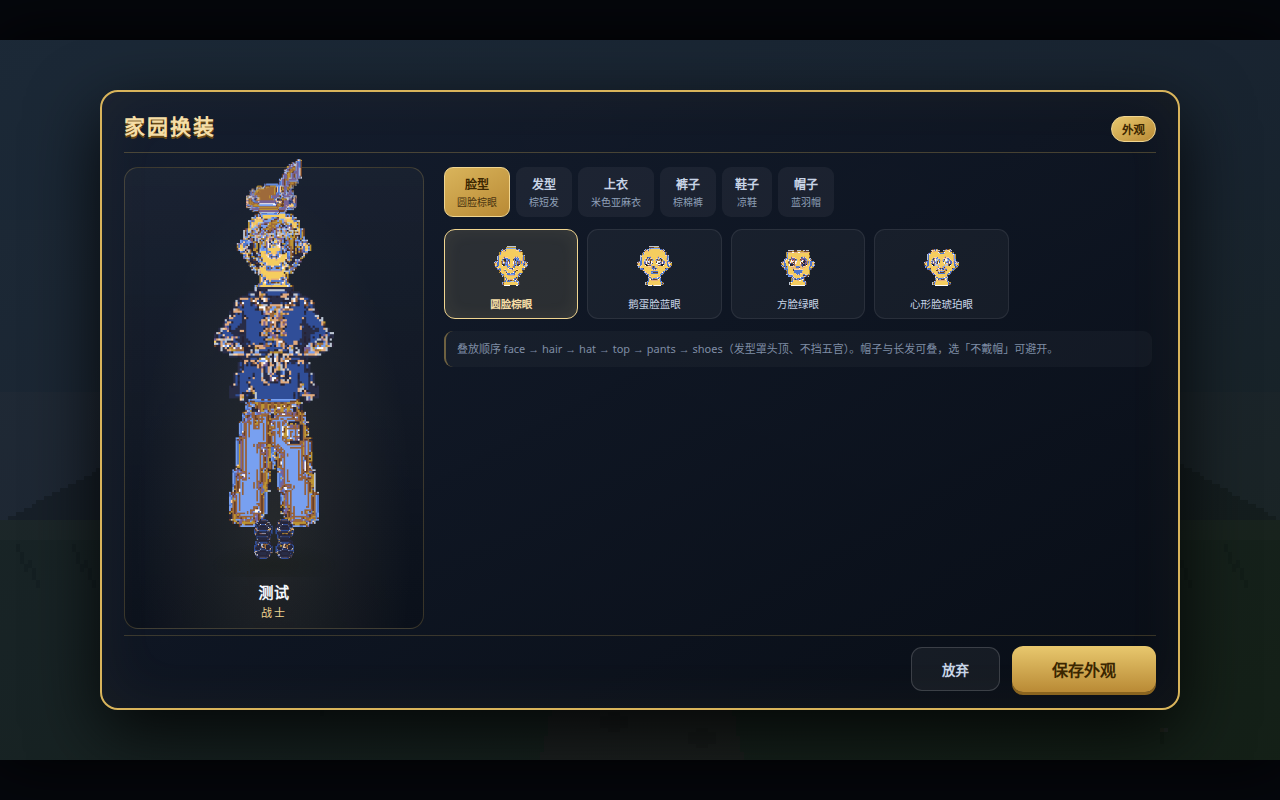 家园换装
外观
脸型
圆脸棕眼
发型
棕短发
上衣
米色亚麻衣
裤子
棕棉裤
鞋子
凉鞋
帽子
蓝羽帽
圆脸棕眼
鹅蛋脸蓝眼
方脸绿眼
心形脸琥珀眼
叠放顺序 face → hair → hat → top → pants → shoes（发型罩头顶、不挡五官）。帽子与长发可叠，选「不戴帽」可避开。
测试
战士
放弃
保存外观